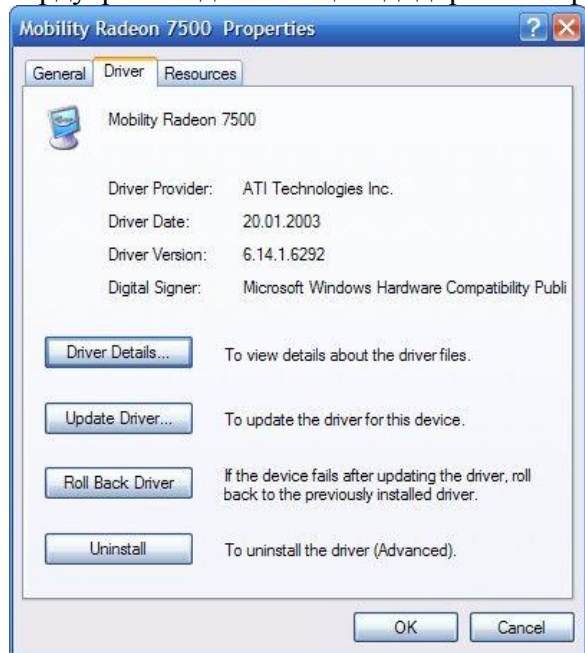 Mobility Radeon 7500 Properties
General Driver Resources
Mobility Radeon 7500
Driver Provider: ATI Technologies Inc.
Driver Date: 20.01.2003
Driver Version: 6.14.1.6292
Digital Signer: Microsoft Windows Hardware Compatibility Publi
Driver Details... To view details about the driver files.
Update Driver... To update the driver for this device.
Roll Back Driver If the device fails after updating the driver, roll
back to the previously installed driver.
Uninstall To uninstall the driver (Advanced).
OK Cancel